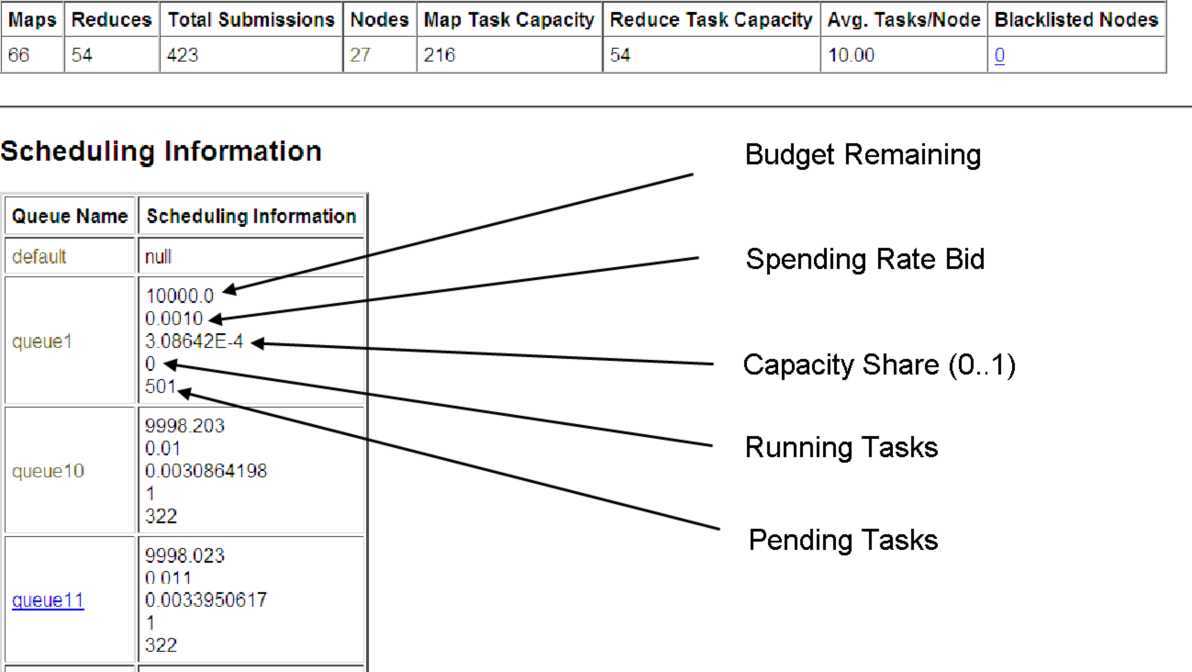 Maps Reduces Total Submissions Nodes Map Task Capacity Reduce Task Capacity Avg. Tasks/Node Blacklisted Nodes
66 54 423 27 216 54 10.00 0
Scheduling Information
Budget Remaining
Queue Name Scheduling Information
default null
Spending Rate Bid
queue1
10000.0
0.0010
3.08642E-4
0
501
Capacity Share (0..1)
Running Tasks
Pending Tasks
queue10
9998.203
0.01
0.0030864198
1
322
queue11
9998.023
0.011
0.0033950617
1
322